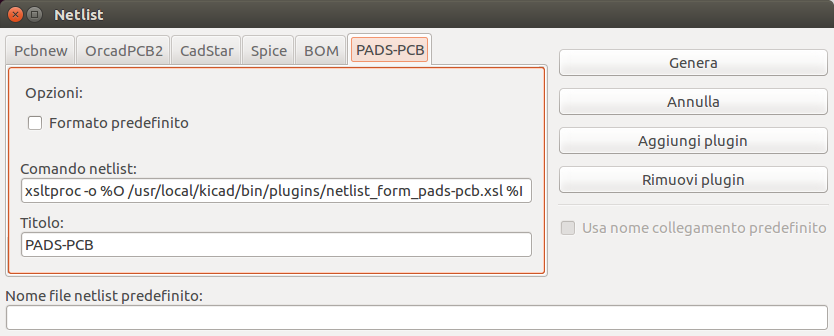 Netlist
Pcbnew OrcadPCB2 CadStar Spice BOM PADS-PCB
Opzioni:
Formato predefinito
Comando netlist:
xsltproc -o %O /usr/local/kicad/bin/plugins/netlist_form_pads-pcb.xsl %I
Titolo:
PADS-PCB
Genera
Annulla
Aggiungi plugin
Rimuovi plugin
Usa nome collegamento predefinito
Nome file netlist predefinito: